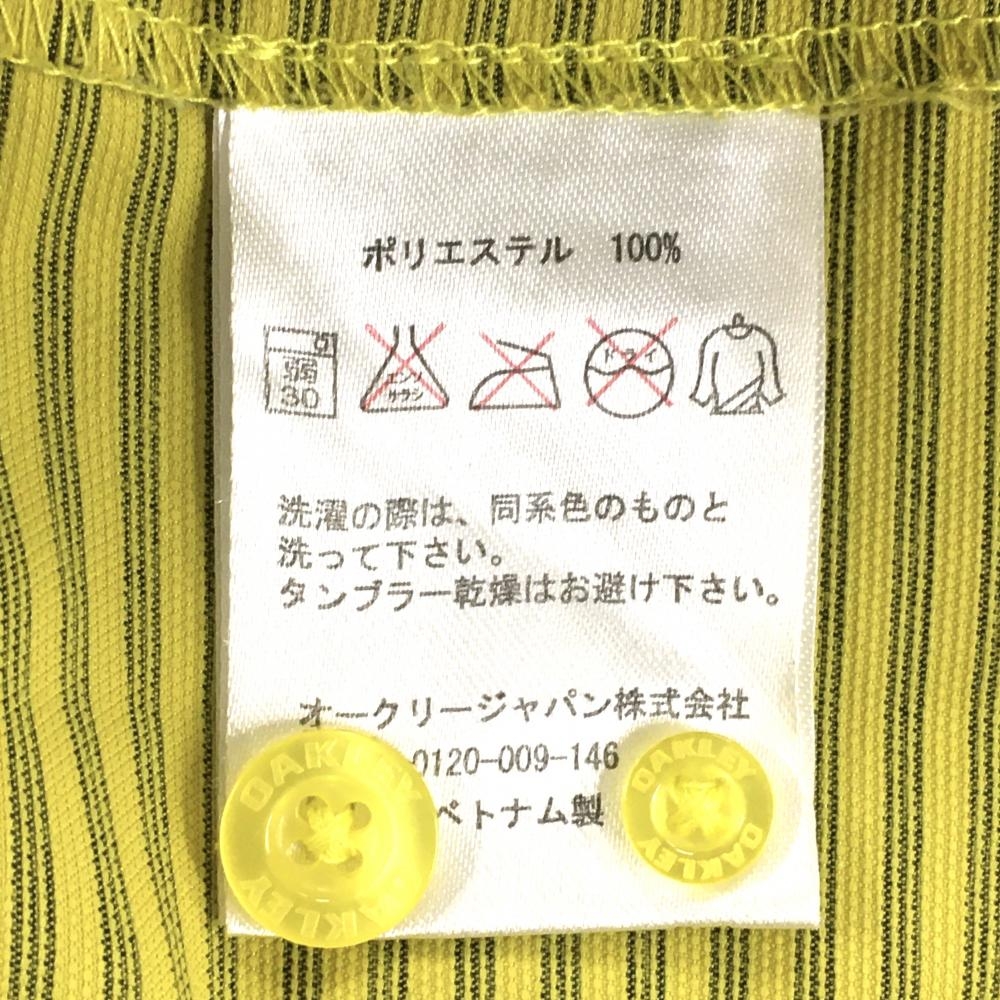 ポリエステル 100%
弱
30
エンソ
サラシ
ドライ
洗濯の際は、同系色のものと
洗って下さい。
タンブラー乾燥はお避け下さい。
オークリージャパン株式会社
0120-009-146
ベトナム製
OAKLEY
OAKLEY
OAKLEY
OAKLEY